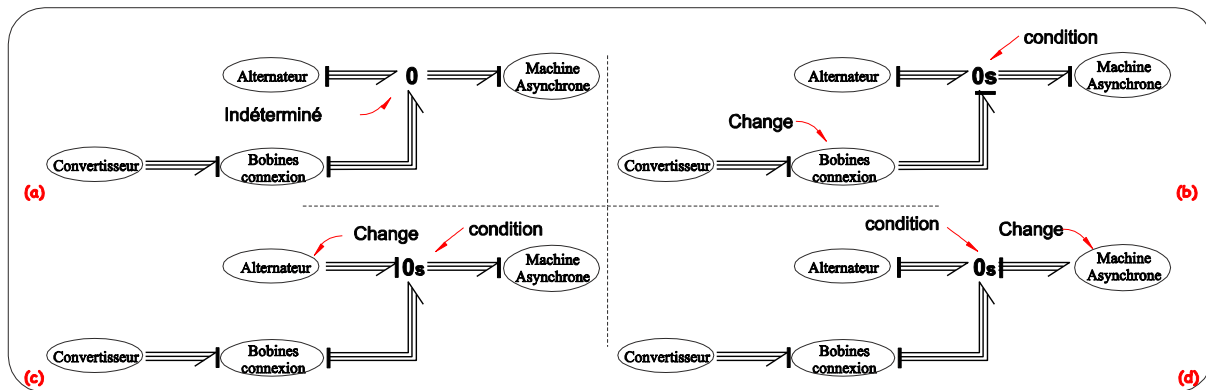 Alternateur
0
Machine
Asynchrone
Indéterminé
Convertisseur
Bobines
connexion
(a)
condition
Alternateur
0s
Machine
Asynchrone
Change
Convertisseur
Bobines
connexion
(b)
Change
condition
Alternateur
0s
Machine
Asynchrone
Convertisseur
Bobines
connexion
(c)
condition
Change
Alternateur
0s
Machine
Asynchrone
Convertisseur
Bobines
connexion
(d)